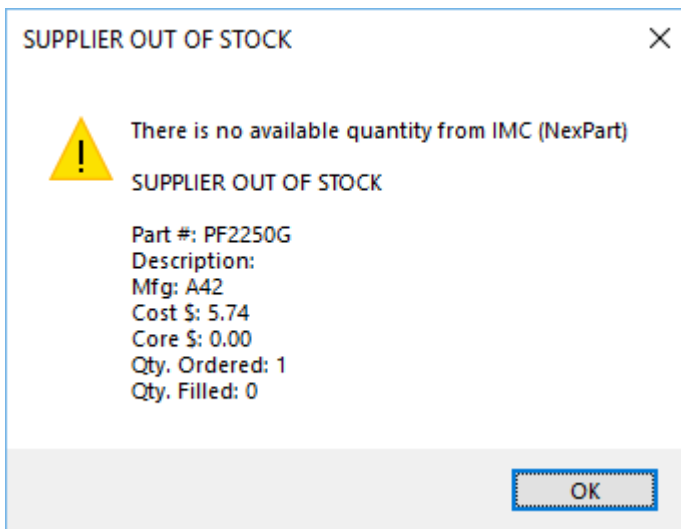 SUPPLIER OUT OF STOCK
There is no available quantity from IMC (NexPart)
SUPPLIER OUT OF STOCK
Part #: PF2250G
Description:
Mfg: A42
Cost $: 5.74
Core $: 0.00
Qty. Ordered: 1
Qty. Filled: 0
OK